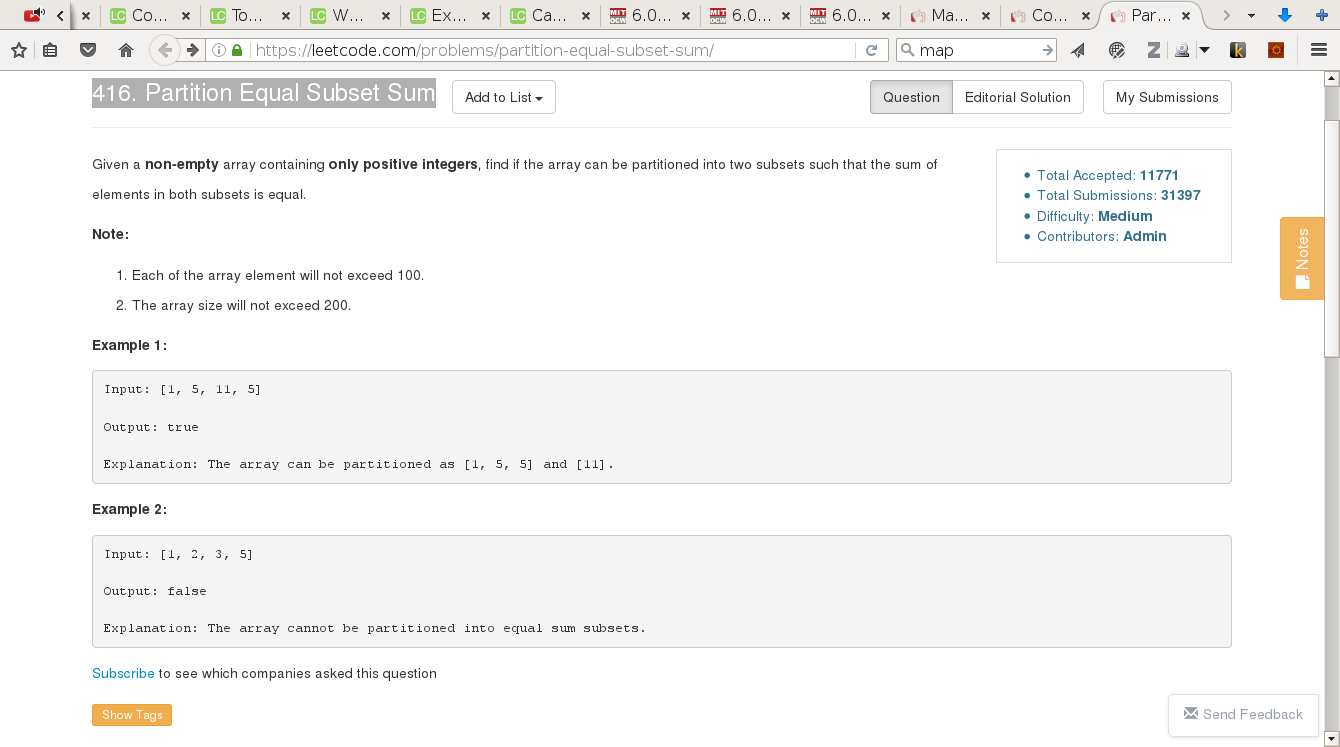 Co... To... W... Ex... Ca... 6.0... 6.0... 6.0... Ma... Co... Par...
https://leetcode.com/problems/partition-equal-subset-sum/ map
416. Partition Equal Subset Sum Add to List Question Editorial Solution My Submissions
Given a non-empty array containing only positive integers, find if the array can be partitioned into two subsets such that the sum of
elements in both subsets is equal.
Total Accepted: 11771
Total Submissions: 31397
Difficulty: Medium
Contributors: Admin
Notes
Note:
1. Each of the array element will not exceed 100.
2. The array size will not exceed 200.
Example 1:
Input: [1, 5, 11, 5]
Output: true
Explanation: The array can be partitioned as [1, 5, 5] and [11].
Example 2:
Input: [1, 2, 3, 5]
Output: false
Explanation: The array cannot be partitioned into equal sum subsets.
Subscribe to see which companies asked this question
Show Tags
Send Feedback